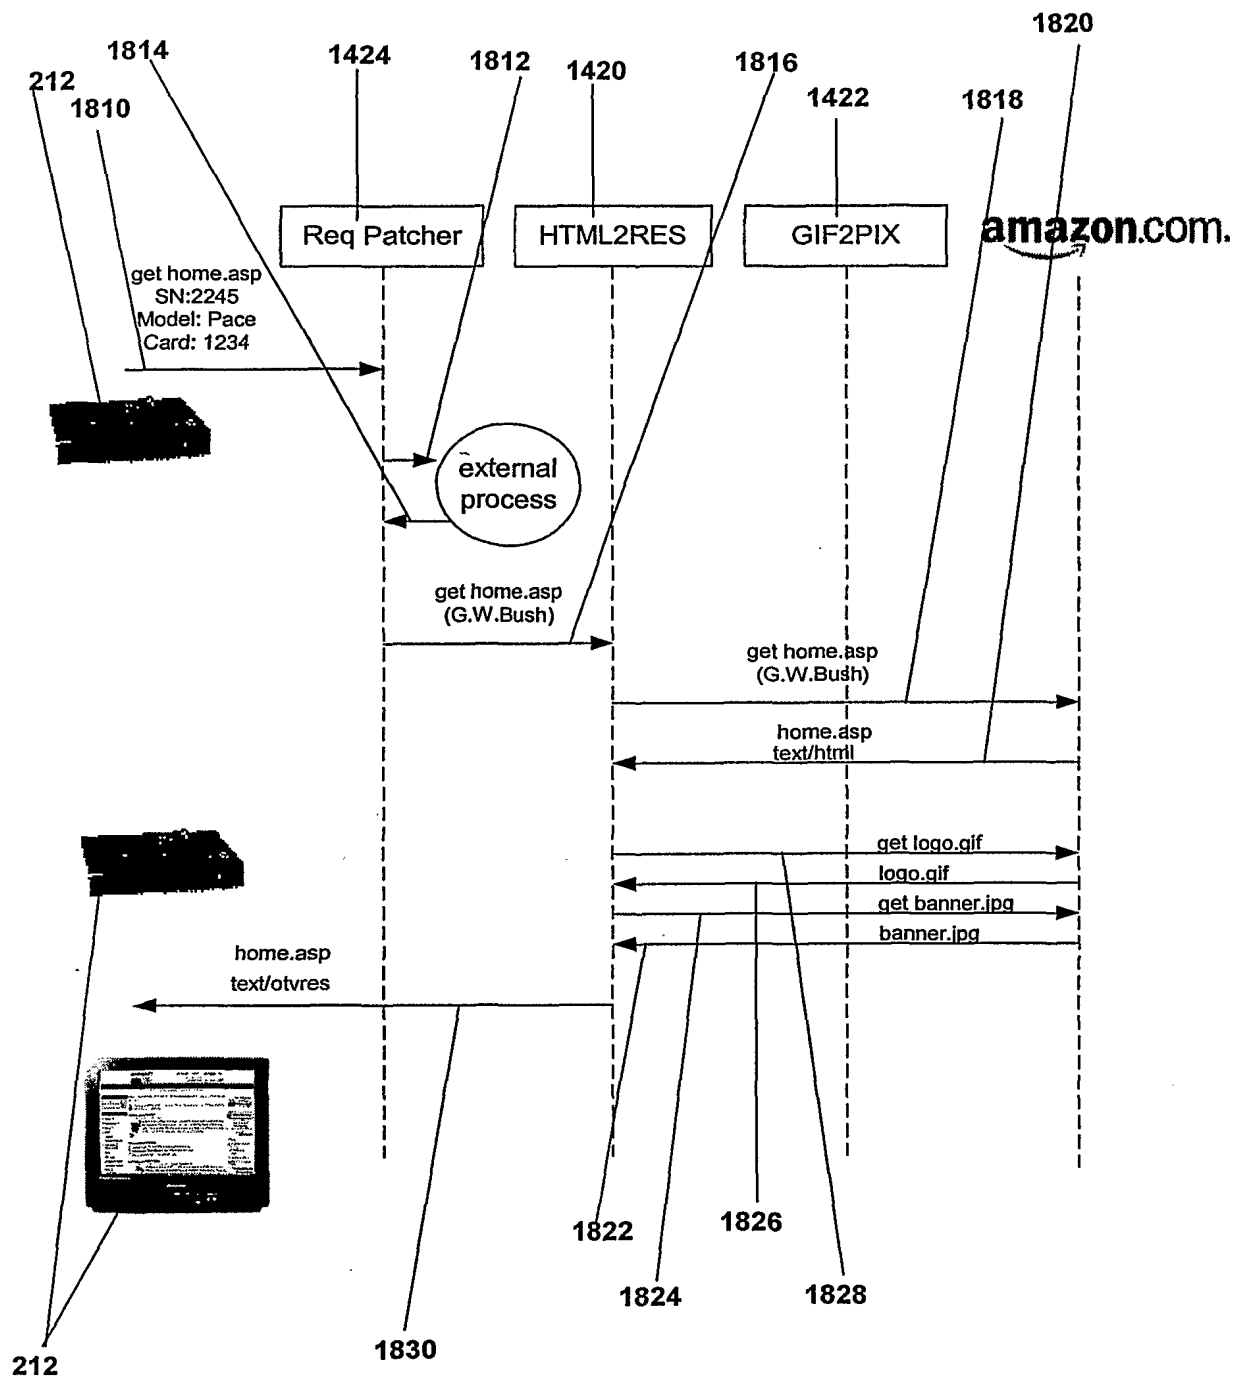 1820
1814
1424
1812
1420
1816
212
1810
1422
1818
Req Patcher
HTML2RES
GIF2PIX
amazon.com.
get home.asp
SN:2245
Model: Pace
Card: 1234
external
process
get home.asp
(G.W.Bush)
get home.asp
(G.W.Bush)
home.asp
text/html
get logo.gif
logo.gif
get banner.jpg
banner.jpg
home.asp
text/otvres
1822
1826
1824
1828
1830
212